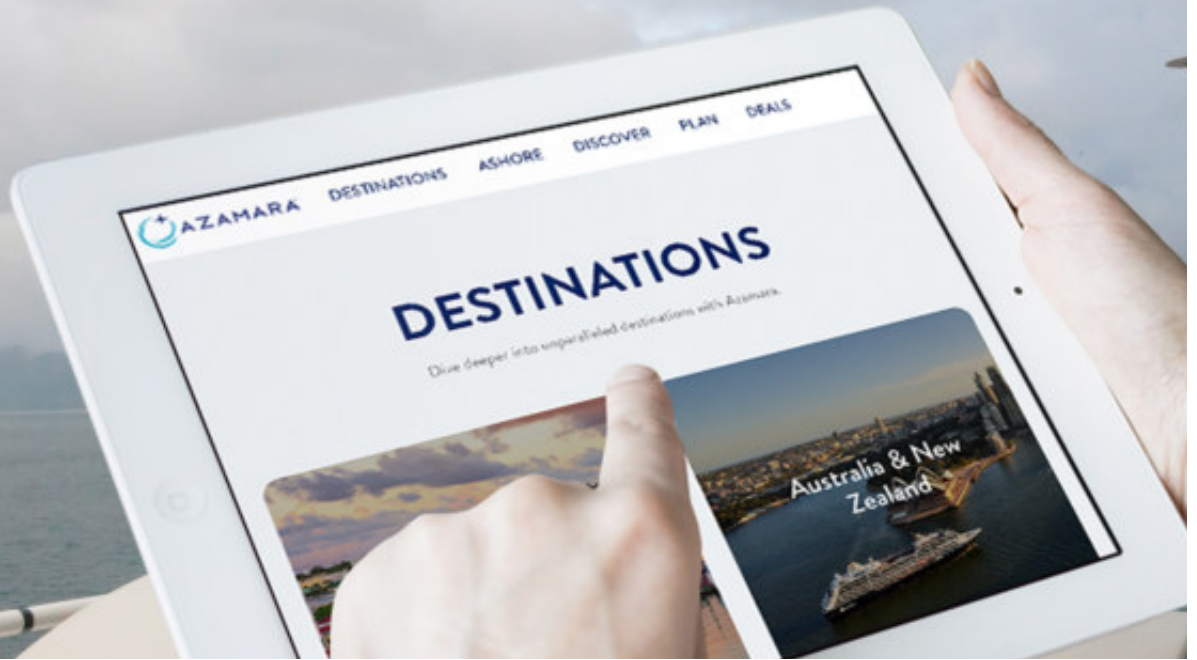 AZAMARA
DESTINATIONS
ASHORE
DISCOVER
PLAN
DEALS
DESTINATIONS
Dive deeper into unparalleled destinations with Azamara.
Australia & New
Zealand